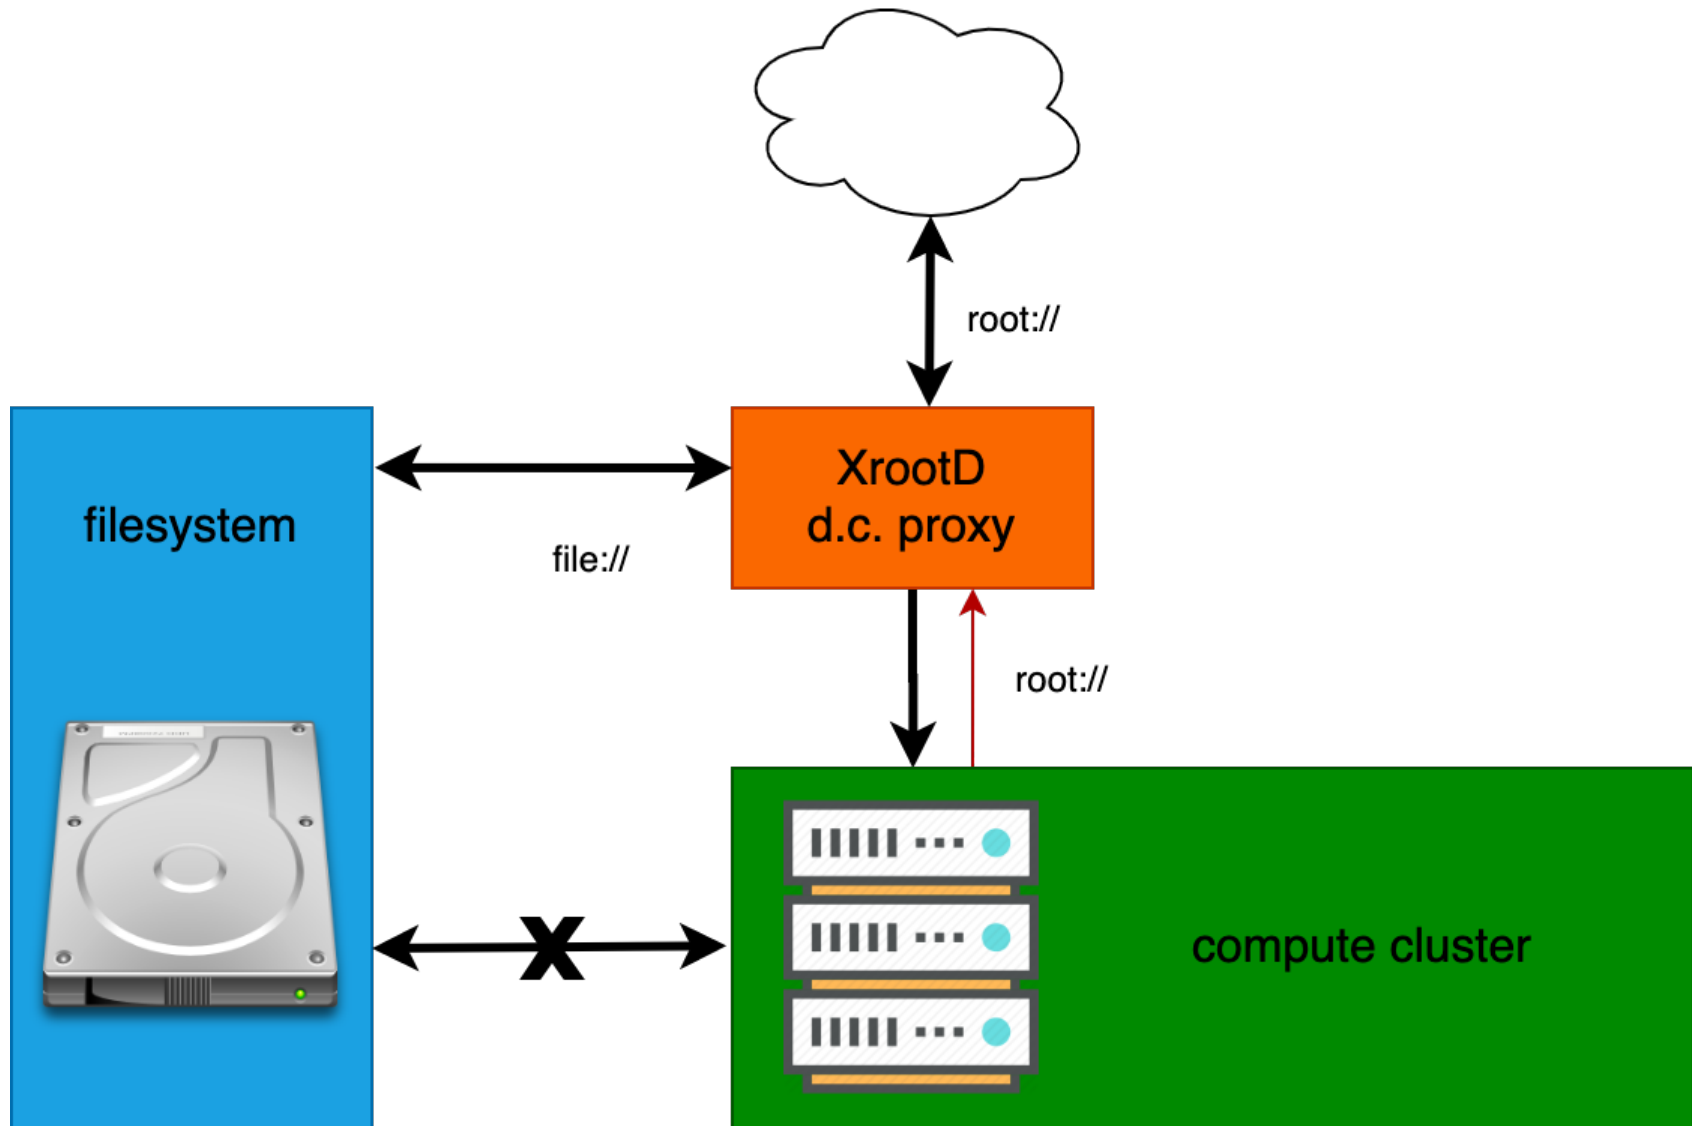 root://
XrootD
d.c. proxy
filesystem
file://
root://
X
compute cluster